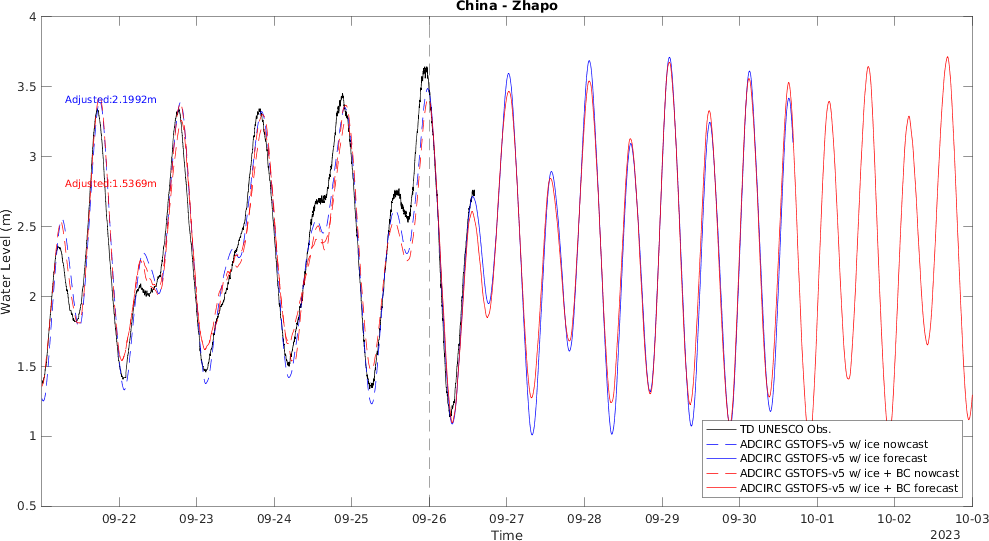 China - Zhapo
4
3.5
3
2.5
2
1.5
1
0.5
Water Level (m)
Adjusted:2.1992m
Adjusted:1.5369m
TD UNESCO Obs.
ADCIRC GSTOFS-v5 w/ ice nowcast
ADCIRC GSTOFS-v5 w/ ice forecast
ADCIRC GSTOFS-v5 w/ ice + BC nowcast
ADCIRC GSTOFS-v5 w/ ice + BC forecast
09-22 09-23 09-24 09-25 09-26 09-27 09-28 09-29 09-30 10-01 10-02 10-03
Time
2023